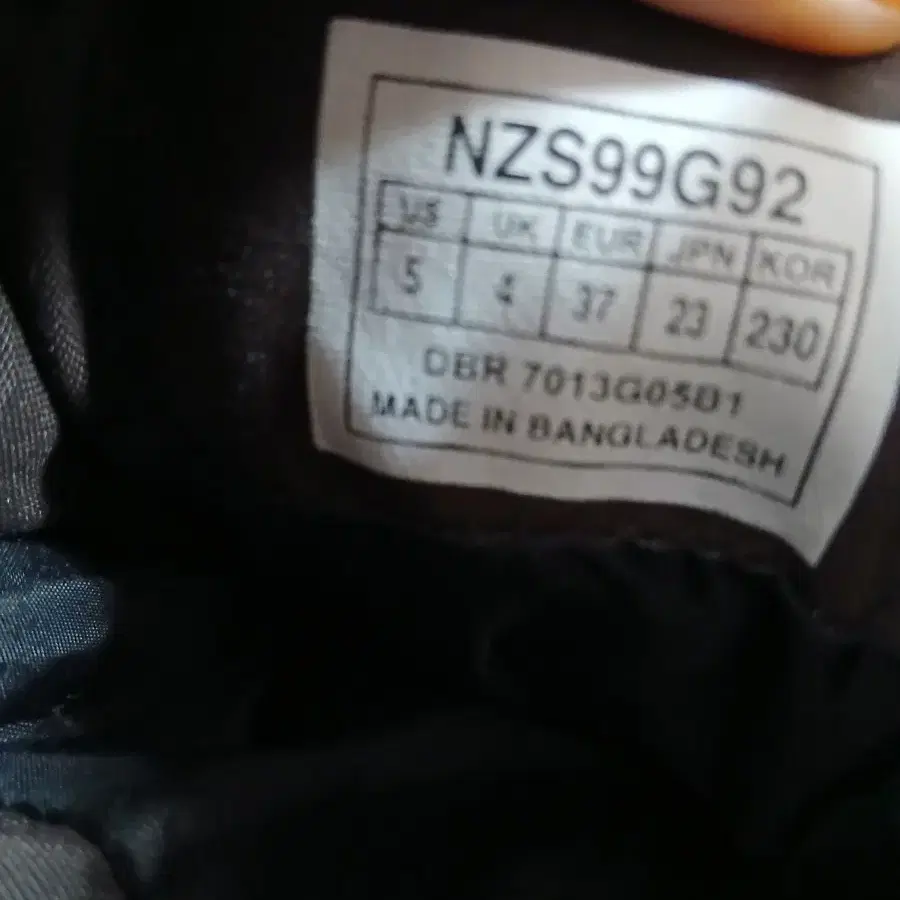 NZS99G92
US UK EUR JPN KOR
5 4 37 23 230
DBR 7013G05B1
MADE IN BANGLADESH